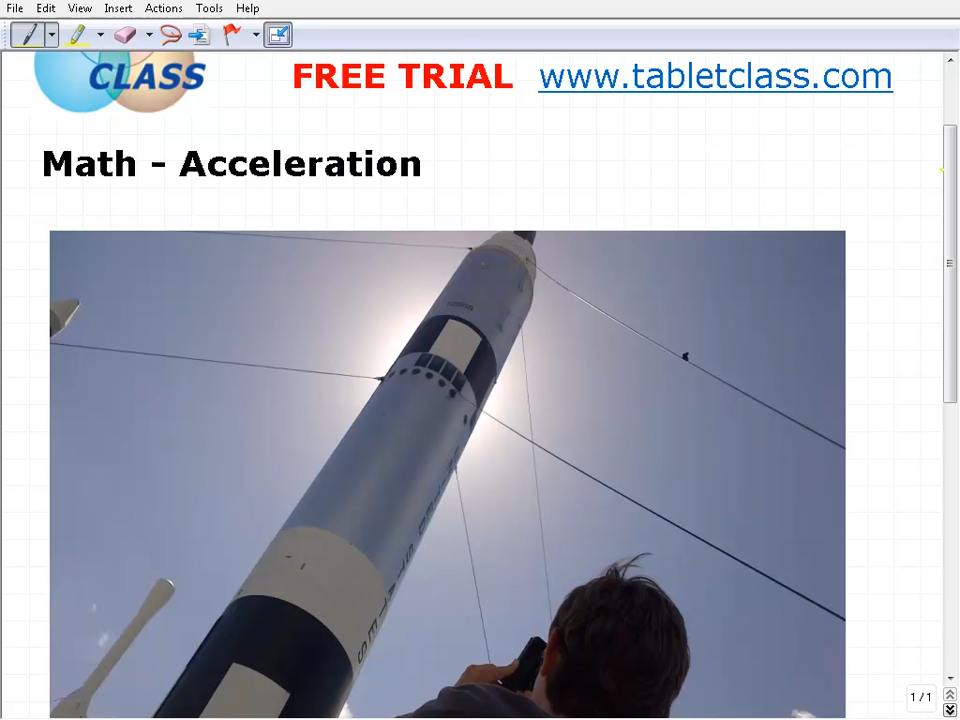 File Edit View Insert Actions Tools Help
CLASS
FREE TRIAL www.tabletclass.com
Math - Acceleration
1 / 1